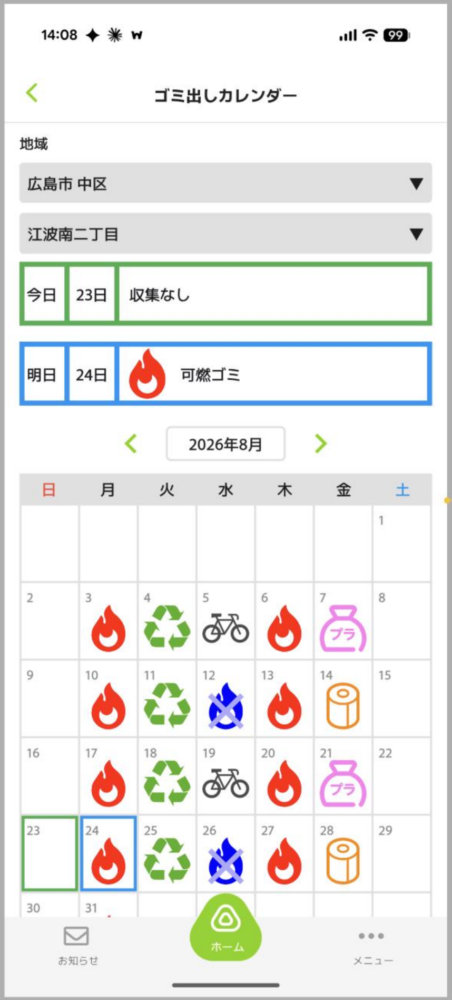 14:08 99
ゴミ出しカレンダー
地域
広島市 中区 ▼
江波南二丁目 ▼
今日 23日 収集なし
明日 24日 可燃ゴミ
2026年8月
日 月 火 水 木 金 土
1
2 3 4 5 6 7 8
プラ
9 10 11 12 13 14 15
16 17 18 19 20 21 22
プラ
23 24 25 26 27 28 29
30 31
お知らせ ホーム メニュー